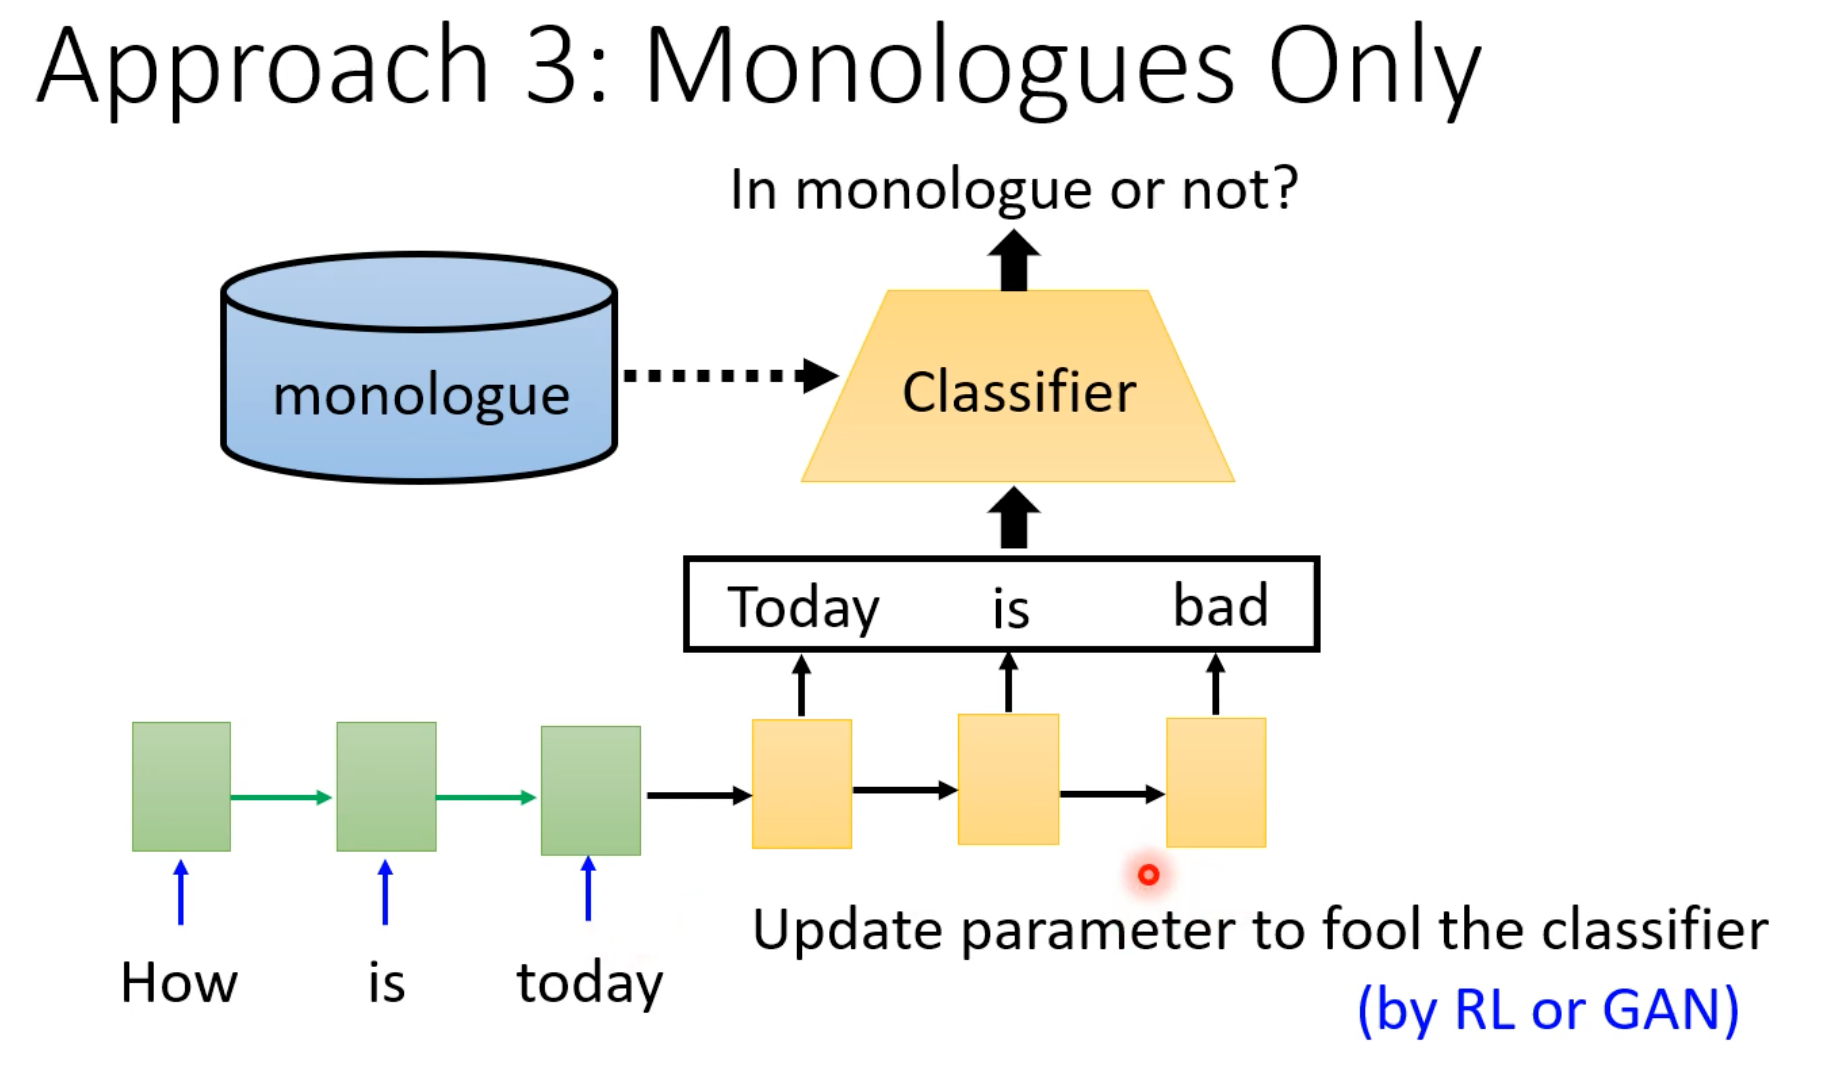 Approach 3: Monologues Only
In monologue or not?
monologue
Classifier
Today is bad
How is today
Update parameter to fool the classifier
(by RL or GAN)